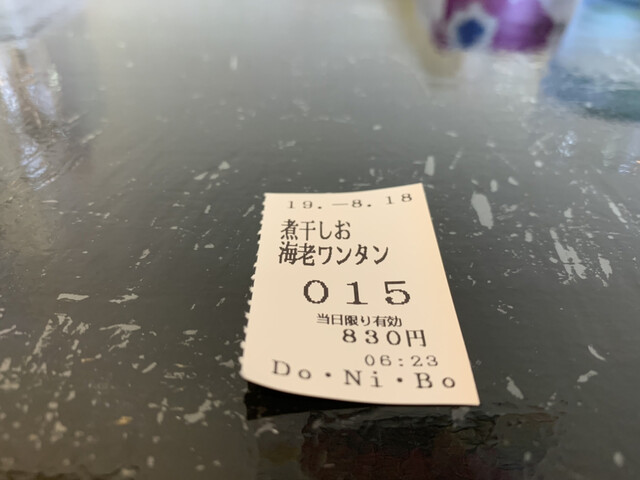 19.-8.18
煮干しお
海老ワンタン
015
当日限り有効
830円
06:23
Do・Ni・Bo